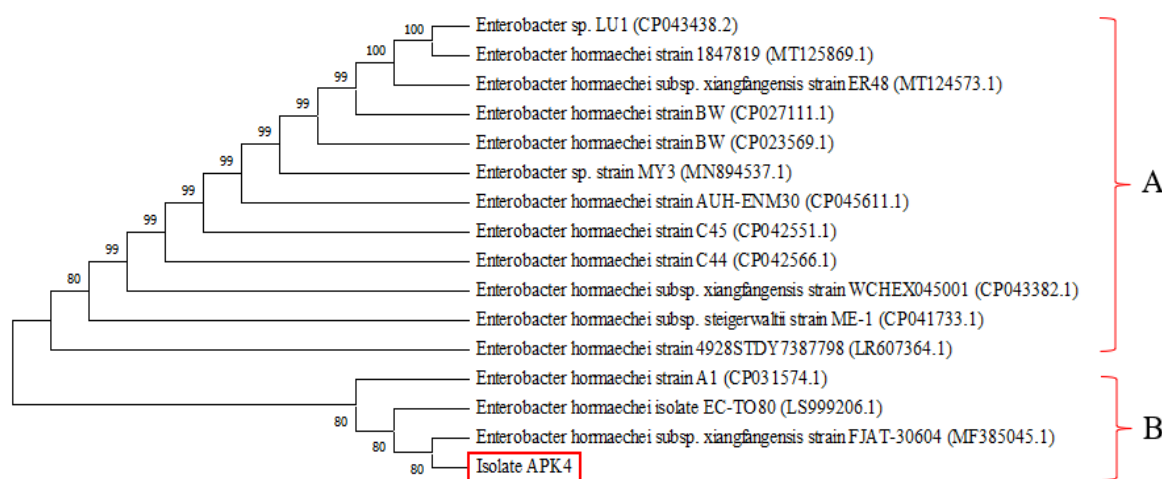 100
Enterobacter sp. LU1 (CP043438.2)
100
Enterobacter hormaechei strain 1847819 (MT125869.1)
99
Enterobacter hormaechei subsp. xiangfangensis strain ER48 (MT124573.1)
99
Enterobacter hormaechei strain BW (CP027111.1)
99
Enterobacter hormaechei strain BW (CP023569.1)
99
Enterobacter sp. strain MY3 (MN894537.1)
99
Enterobacter hormaechei strain AUH-ENM30 (CP045611.1)
A
99
Enterobacter hormaechei strain C45 (CP042551.1)
99
Enterobacter hormaechei strain C44 (CP042566.1)
80
Enterobacter hormaechei subsp. xiangfangensis strain WCHEX045001 (CP043382.1)
Enterobacter hormaechei subsp. steigerwaltii strain ME-1 (CP041733.1)
Enterobacter hormaechei strain 4928STDY7387798 (LR607364.1)
Enterobacter hormaechei strain A1 (CP031574.1)
80
Enterobacter hormaechei isolate EC-TO80 (LS999206.1)
B
80
Enterobacter hormaechei subsp. xiangfangensis strain FJAT-30604 (MF385045.1)
80
Isolate APK4